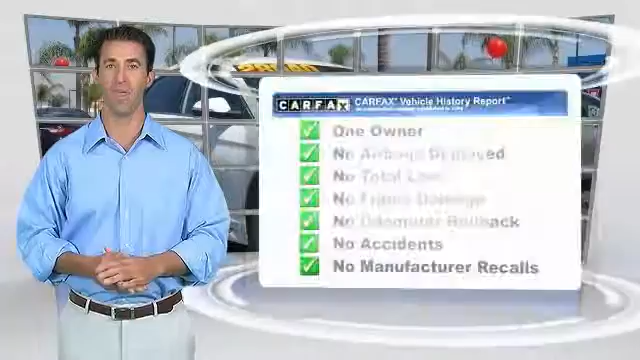 CARFAX CARFAX Vehicle History Report™
One Owner
No Airbags Deployed
No Total Loss
No Frame Damage
No Odometer Rollback
No Accidents
No Manufacturer Recalls